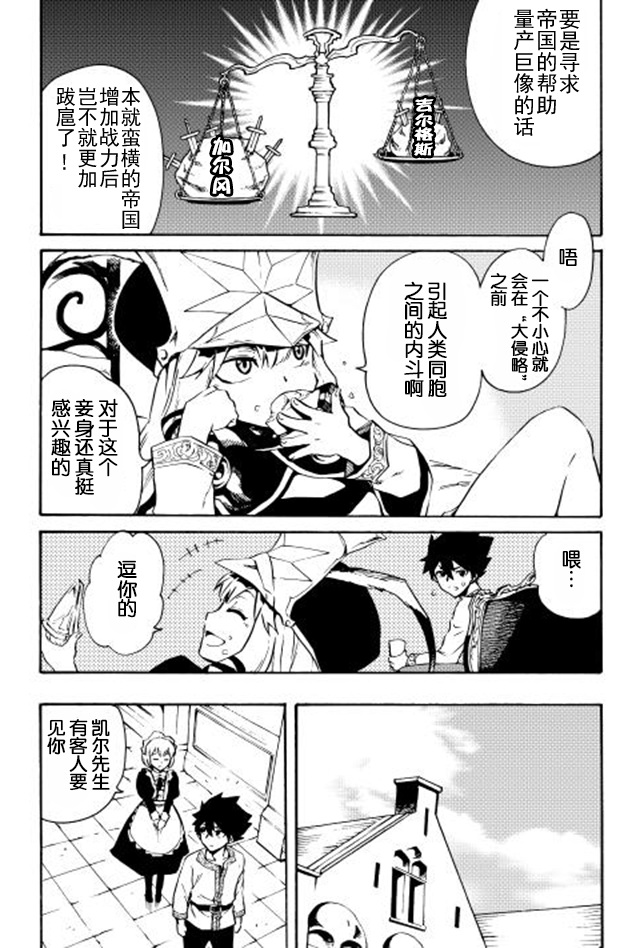 要是寻求
帝国的帮助
量产巨像的话
吉尔格斯
加尔风
本就蛮横的帝国
增加战力后
岂不就更加
跋扈了！
唔
一个不小心就
会在“大侵略”
之前
引起人类同胞
之间的内斗啊
对于这个
妾身还真挺
感兴趣的
喂…
逗你的
凯尔先生
有客人要
见你